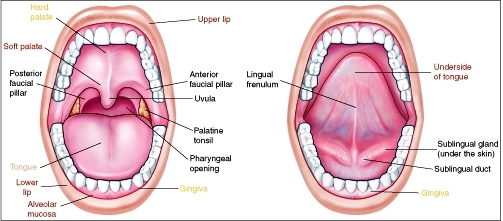 Hard
palate
Upper lip
Soft palate
Posterior
faucial
pillar
Anterior
faucial pillar
Uvula
Palatine
tonsil
Pharyngeal
opening
Tongue
Lower
lip
Alveolar
mucosa
Gingiva
Lingual
frenulum
Underside
of tongue
Sublingual gland
(under the skin)
Sublingual duct
Gingiva